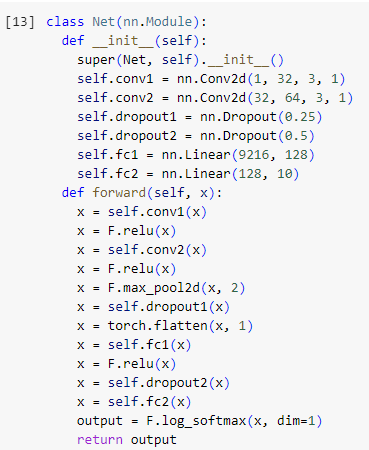 [13] class Net(nn.Module):
def __init__(self):
super(Net, self).__init__()
self.conv1 = nn.Conv2d(1, 32, 3, 1)
self.conv2 = nn.Conv2d(32, 64, 3, 1)
self.dropout1 = nn.Dropout(0.25)
self.dropout2 = nn.Dropout(0.5)
self.fc1 = nn.Linear(9216, 128)
self.fc2 = nn.Linear(128, 10)
def forward(self, x):
x = self.conv1(x)
x = F.relu(x)
x = self.conv2(x)
x = F.relu(x)
x = F.max_pool2d(x, 2)
x = self.dropout1(x)
x = torch.flatten(x, 1)
x = self.fc1(x)
x = F.relu(x)
x = self.dropout2(x)
x = self.fc2(x)
output = F.log_softmax(x, dim=1)
return output